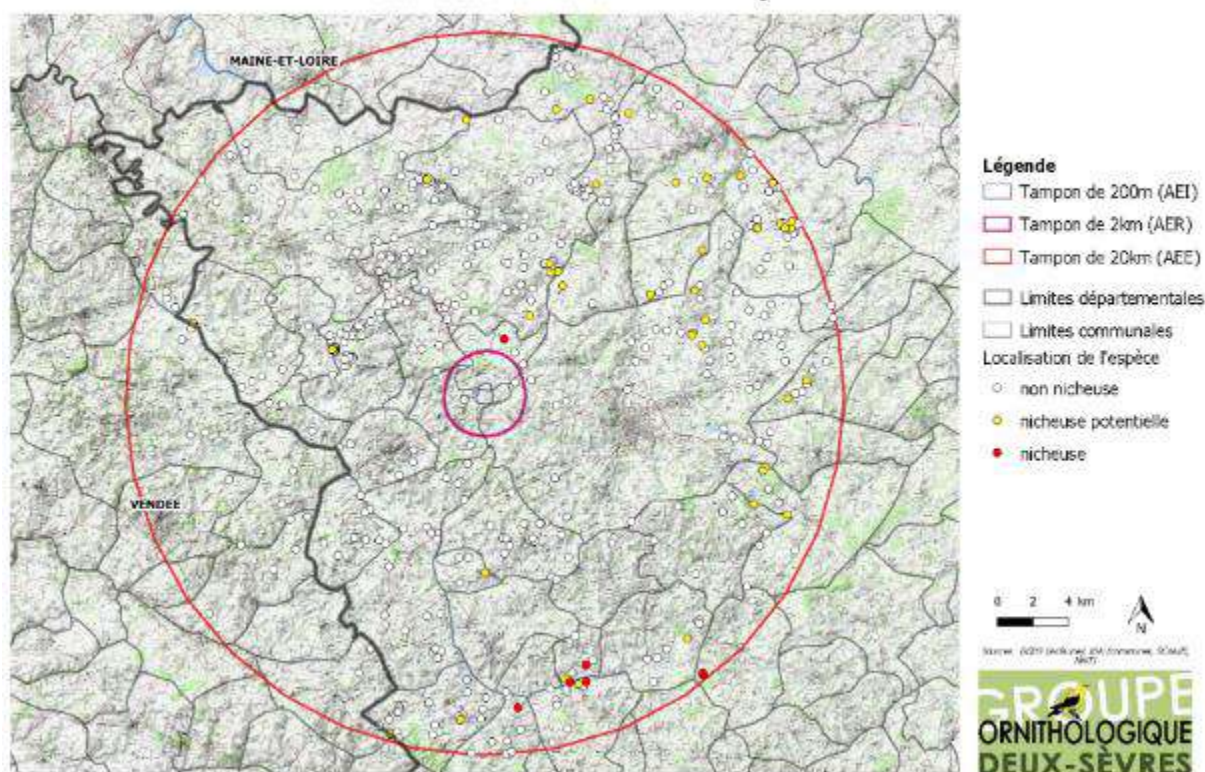 MAINE-ET-LOIRE
VENDEE
Légende
Tampon de 200m (AEI)
Tampon de 2km (AER)
Tampon de 20km (AEE)
Limites départementales
Limites communales
Localisation de l'espèce
non nicheuse
nicheuse potentielle
nicheuse
0 2 4 km
N
GROUPE
ORNITHOLOGIQUE
DEUX-SÈVRES